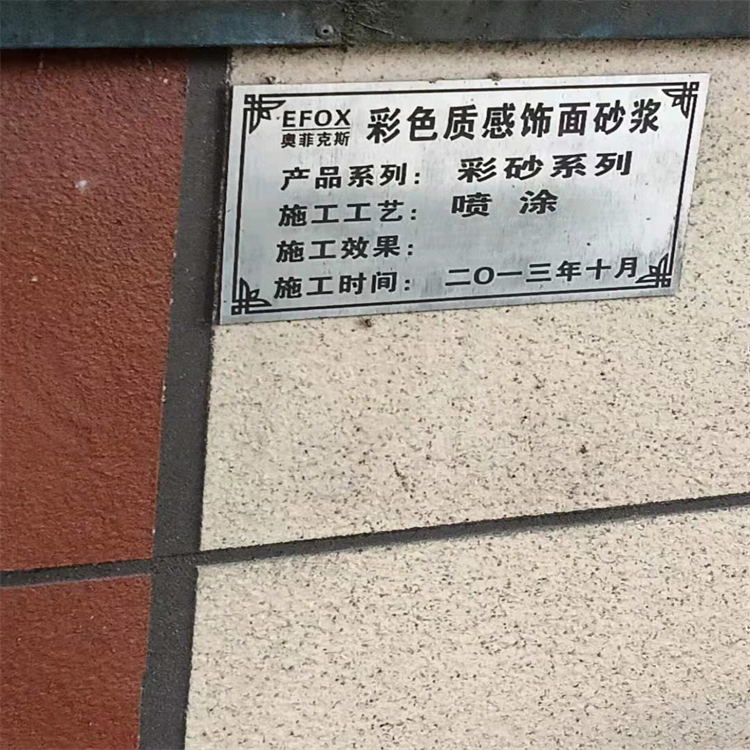 EFOX 彩色质感饰面砂浆
奥菲克斯
产品系列: 彩砂系列
施工工艺: 喷涂
施工效果:
施工时间: 二O一三年十月